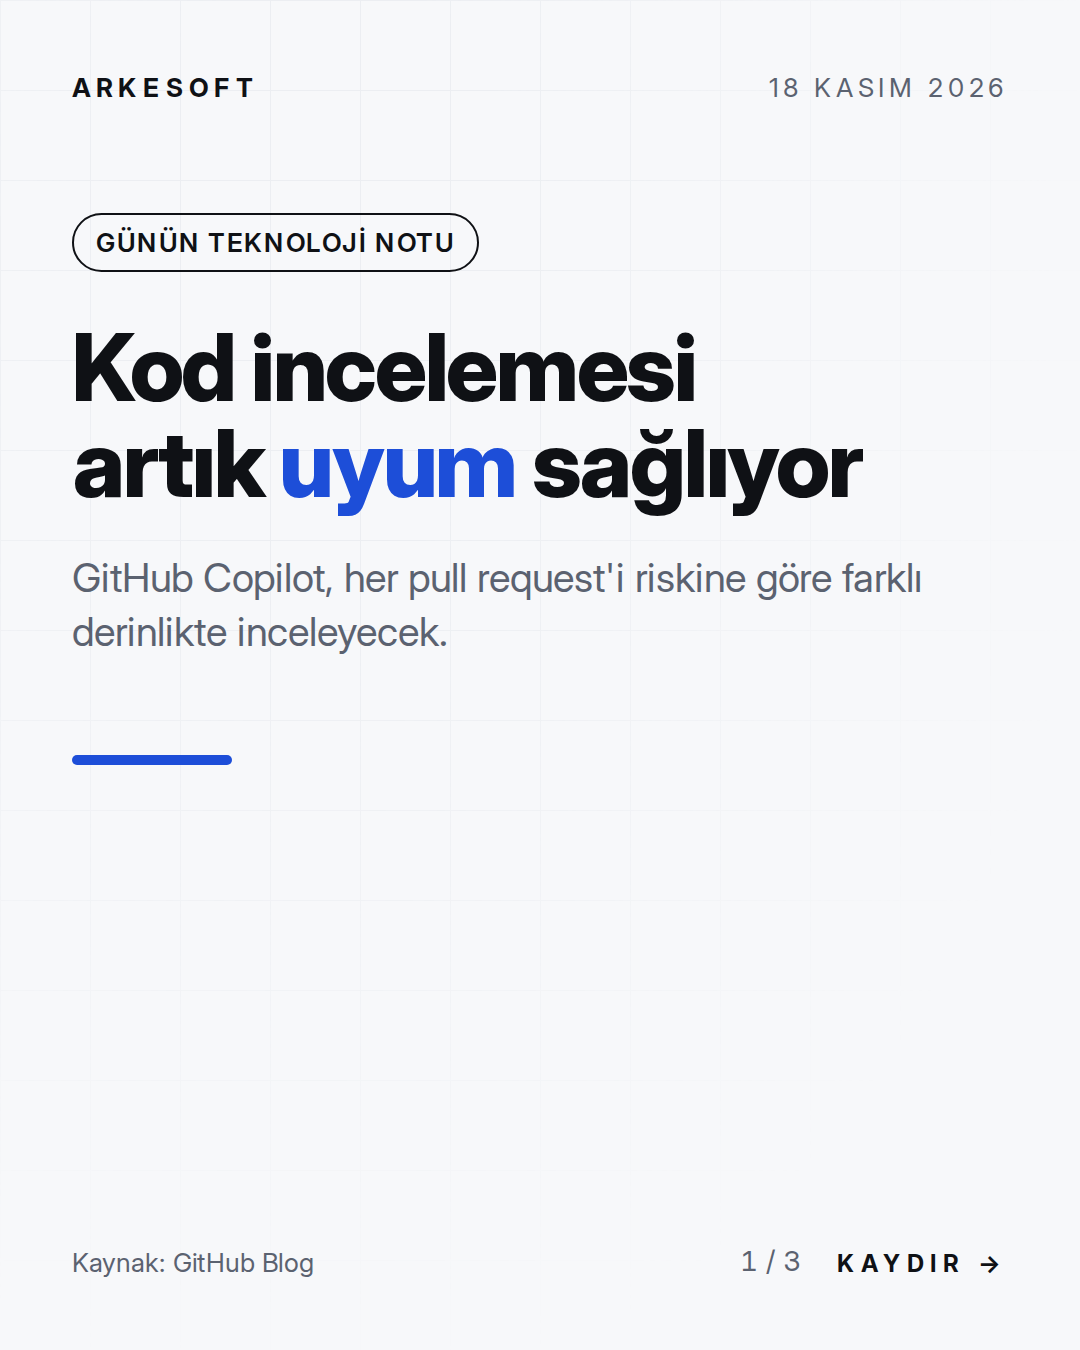 ARKESOFT
18 KASIM 2026
GÜNÜN TEKNOLOJİ NOTU
Kod incelemesi
artık uyum sağlıyor
GitHub Copilot, her pull request'i riskine göre farklı
derinlikte inceleyecek.
Kaynak: GitHub Blog
1 / 3 KAYDIR →